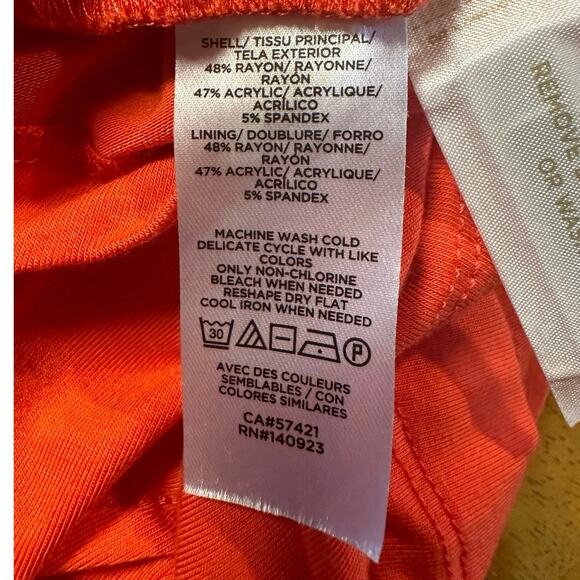 SHELL/ TISSU PRINCIPAL/
TELA EXTERIOR
48% RAYON/ RAYONNE/
RAYÓN
47% ACRYLIC/ ACRYLIQUE/
ACRÍLICO
5% SPANDEX
LINING/ DOUBLURE/ FORRO
48% RAYON/ RAYONNE/
RAYÓN
47% ACRYLIC/ ACRYLIQUE/
ACRÍLICO
5% SPANDEX
MACHINE WASH COLD
DELICATE CYCLE WITH LIKE
COLORS
ONLY NON-CHLORINE
BLEACH WHEN NEEDED
RESHAPE DRY FLAT
COOL IRON WHEN NEEDED
30 P
AVEC DES COULEURS
SEMBLABLES / CON
COLORES SIMILARES
CA#57421
RN#140923
REMOVE
OR WA